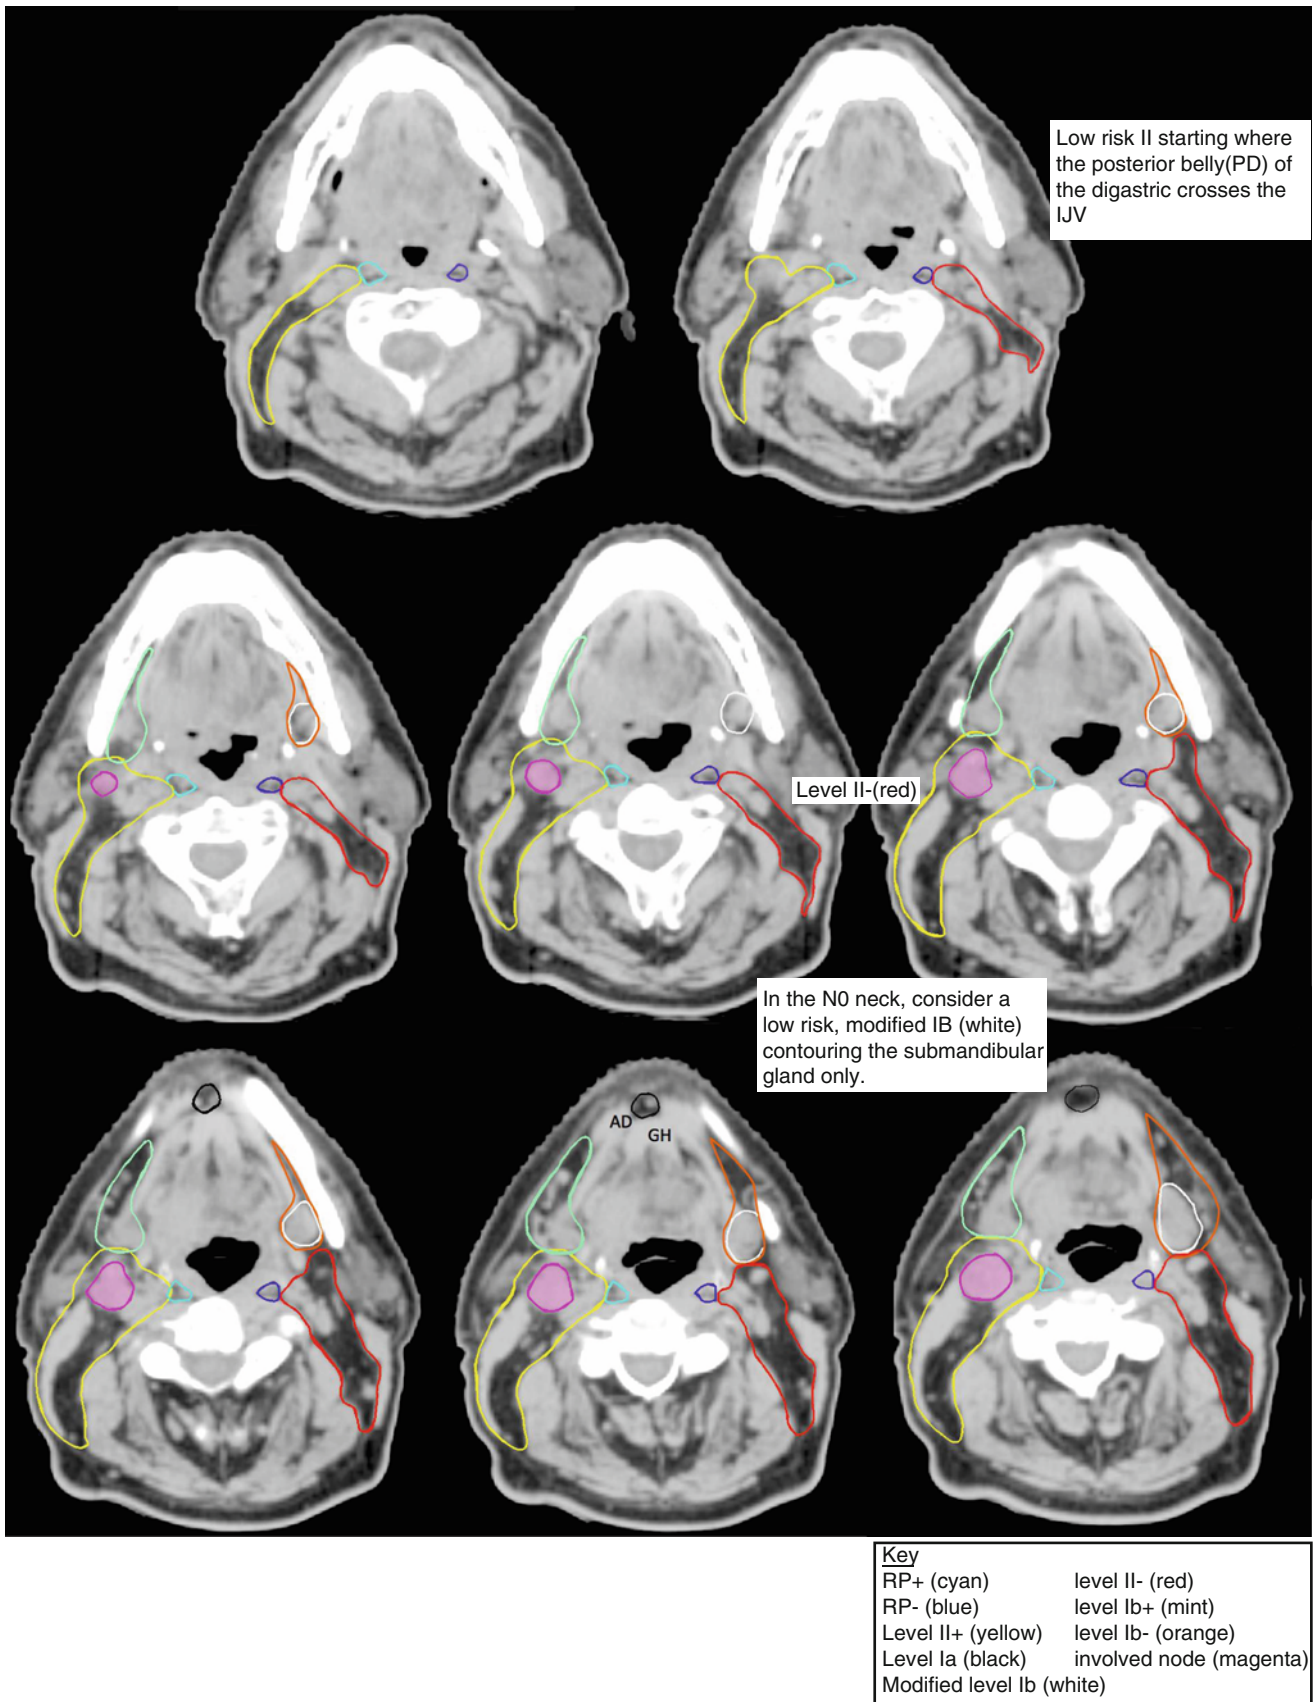 Low risk II starting where
the posterior belly(PD) of
the digastric crosses the
IJV
Level II-(red)
In the N0 neck, consider a
low risk, modified IB (white)
contouring the submandibular
gland only.
AD
GH
Key
RP+ (cyan) level II- (red)
RP- (blue) level Ib+ (mint)
Level II+ (yellow) level Ib- (orange)
Level Ia (black) involved node (magenta)
Modified level Ib (white)